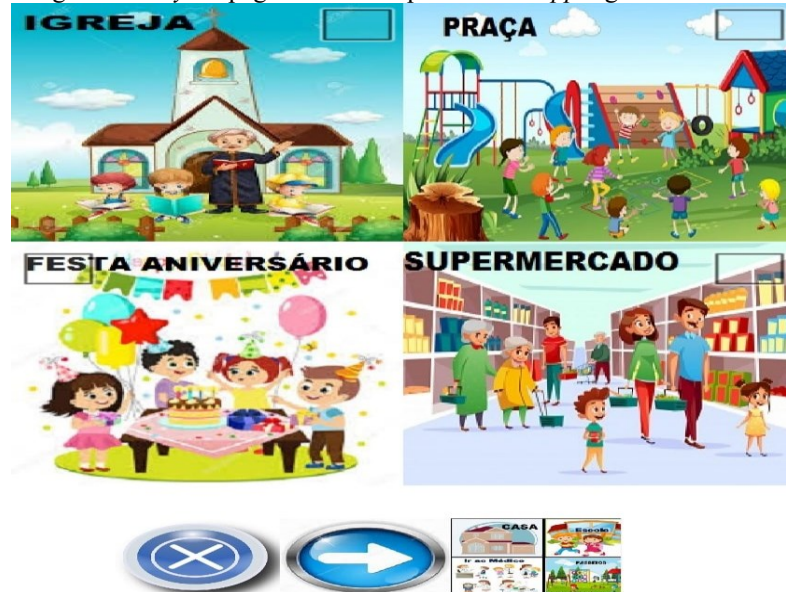 IGREJA
PRAÇA
FESTA ANIVERSÁRIO
SUPERMERCADO
CASA
Escola
Ir ao Médico